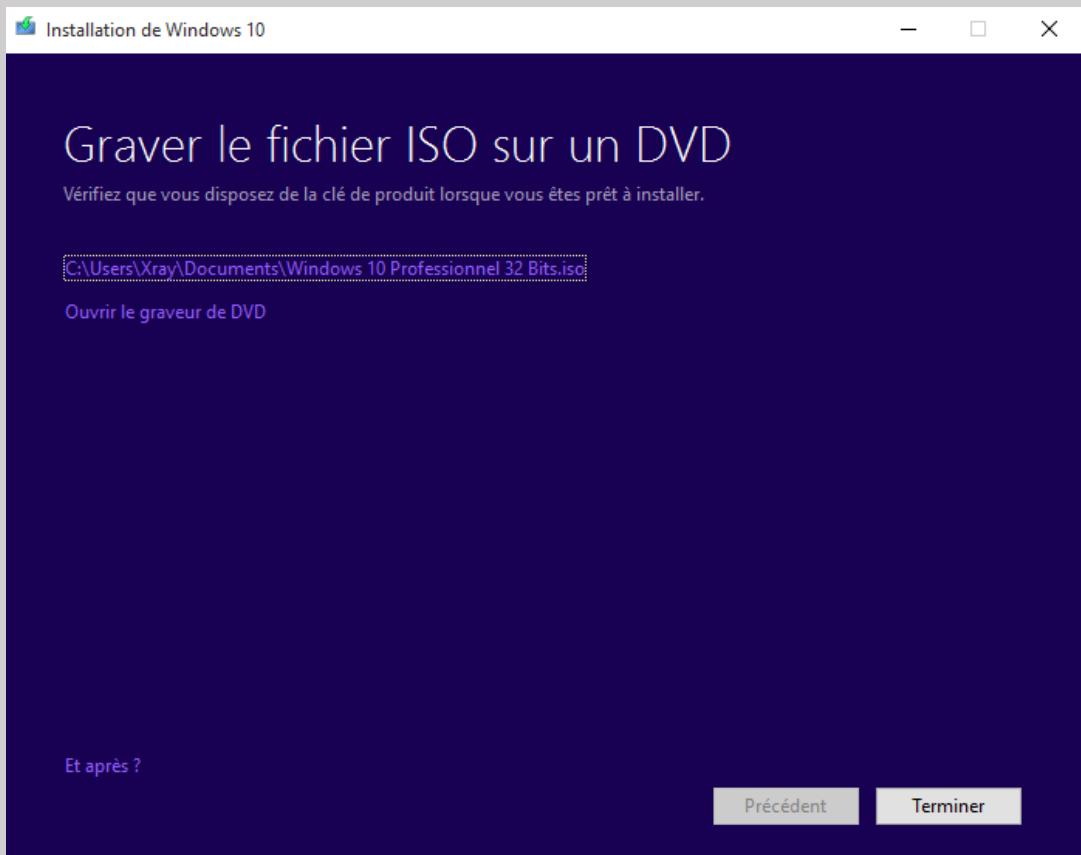 Installation de Windows 10
Graver le fichier ISO sur un DVD
Vérifiez que vous disposez de la clé de produit lorsque vous êtes prêt à installer.
C:\Users\Xray\Documents\Windows 10 Professionnel 32 Bits.iso
Ouvrir le graveur de DVD
Et après ?
Précédent
Terminer